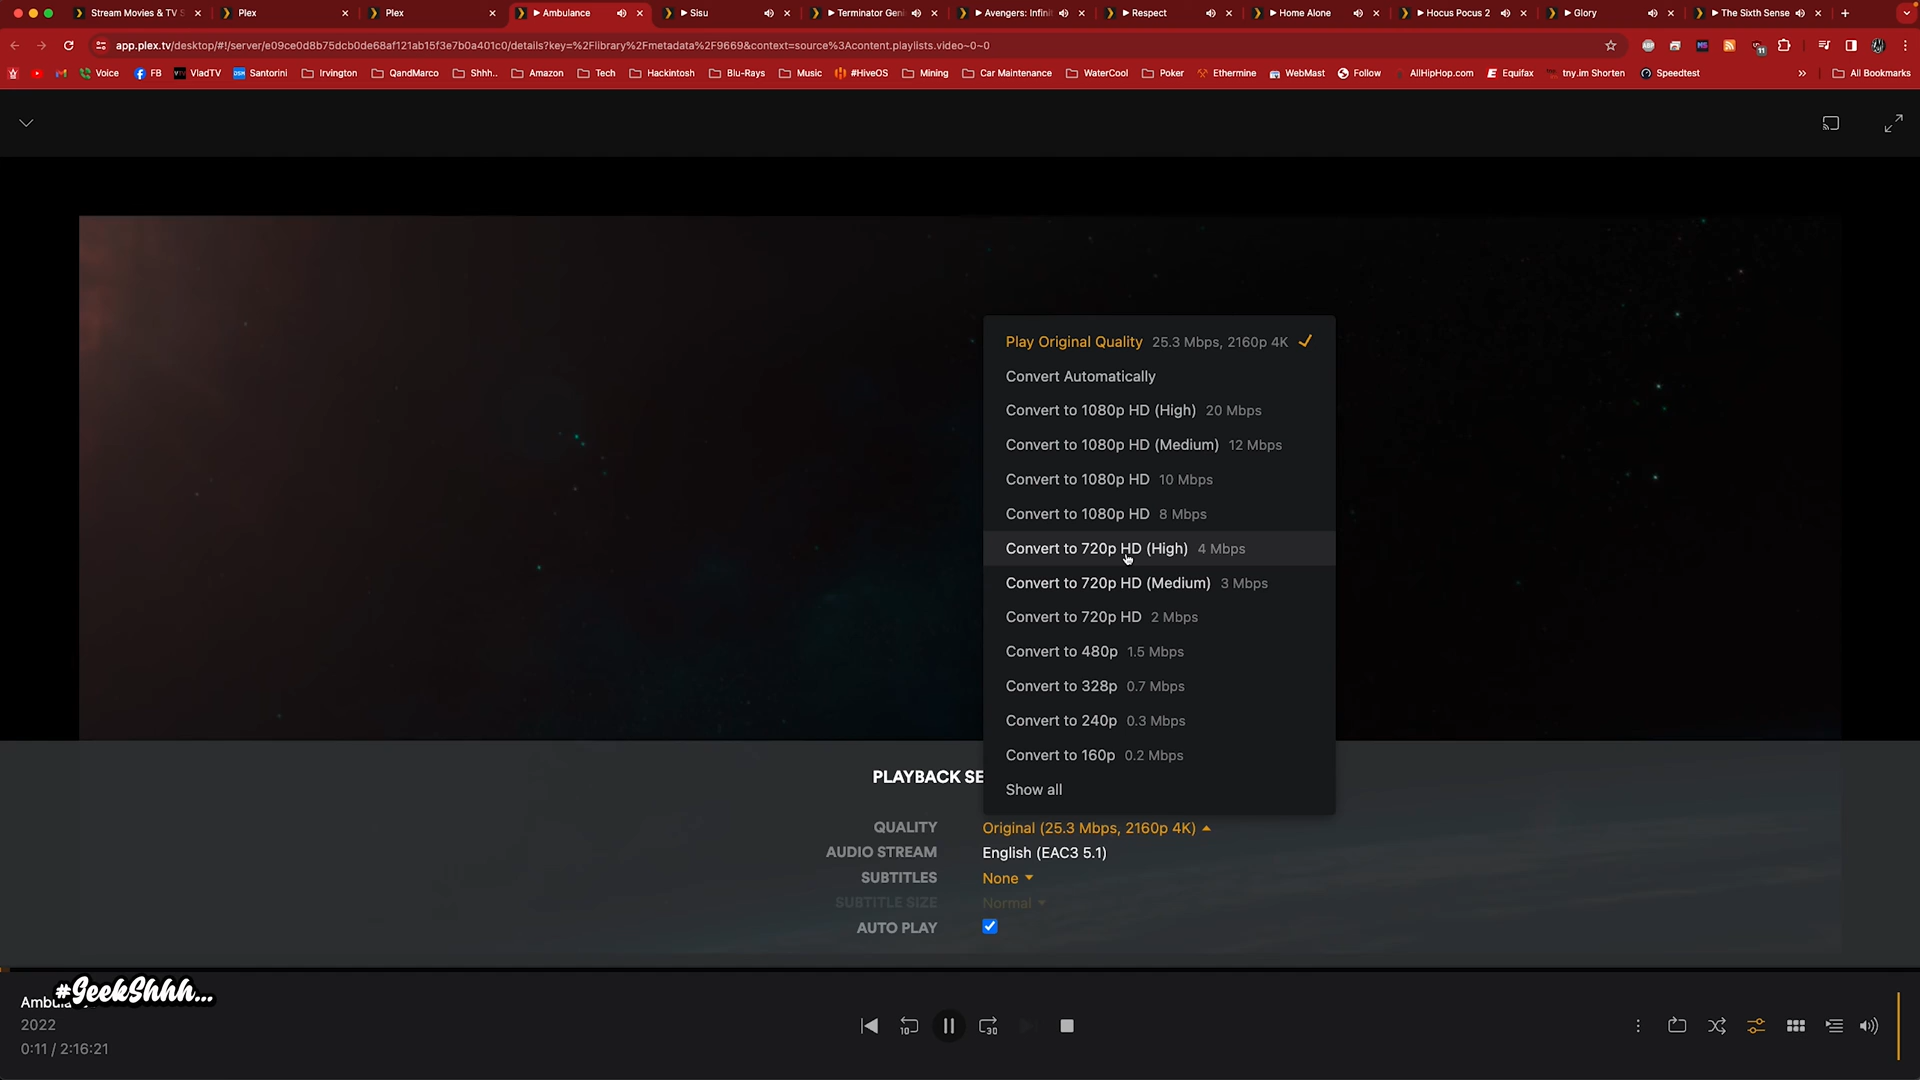 Stream Movies & TV S
Plex
Plex
Ambulance
Sisu
Terminator Geni
Avengers: Infini
Respect
Home Alone
Hocus Pocus 2
Glory
The Sixth Sense
app.plex.tv/desktop/#!/server/e09ce0d8b75dcb0de68af121ab15f3e7b0a401c0/details?key=%2Flibrary%2Fmetadata%2F9669&context=source%3Acontent.playlists.video~0~0
11
Voice
FB
VladTV
Santorini
Irvington
QandMarco
Shhh..
Amazon
Tech
Hackintosh
Blu-Rays
Music
#HiveOS
Mining
Car Maintenance
WaterCool
Poker
Ethermine
WebMast
Follow
AllHipHop.com
Equifax
tny.im Shorten
Speedtest
All Bookmarks
Play Original Quality 25.3 Mbps, 2160p 4K
Convert Automatically
Convert to 1080p HD (High) 20 Mbps
Convert to 1080p HD (Medium) 12 Mbps
Convert to 1080p HD 10 Mbps
Convert to 1080p HD 8 Mbps
Convert to 720p HD (High) 4 Mbps
Convert to 720p HD (Medium) 3 Mbps
Convert to 720p HD 2 Mbps
Convert to 480p 1.5 Mbps
Convert to 328p 0.7 Mbps
Convert to 240p 0.3 Mbps
Convert to 160p 0.2 Mbps
Show all
PLAYBACK SE
QUALITY Original (25.3 Mbps, 2160p 4K)
AUDIO STREAM English (EAC3 5.1)
SUBTITLES None
SUBTITLE SIZE Normal
AUTO PLAY
#GeekShhh...
2022
0:11 / 2:16:21
10
30